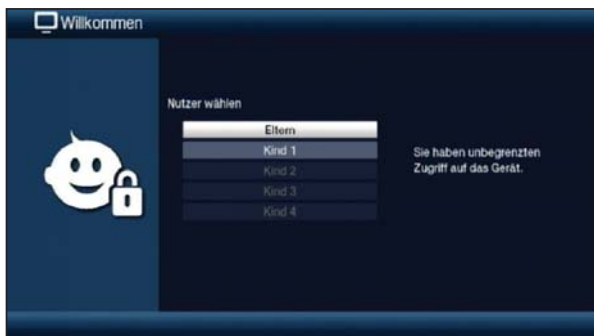 Willkommen
Nutzer wählen
Eltern
Kind 1
Kind 2
Kind 3
Kind 4
Sie haben unbegrenzten
Zugriff auf das Gerät.